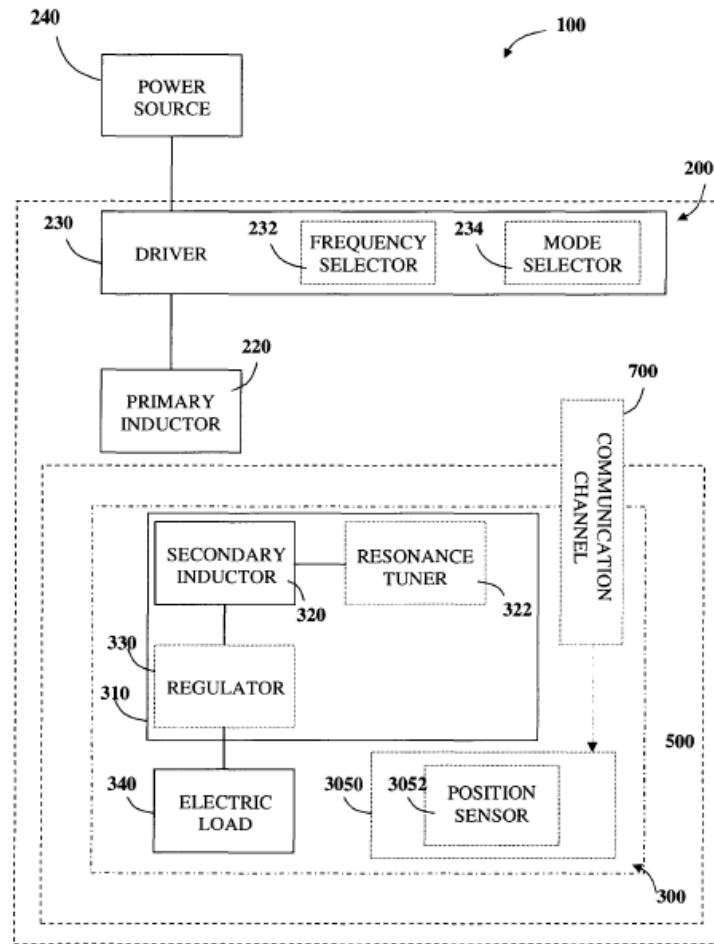 240
100
POWER
SOURCE
200
230
DRIVER
232
FREQUENCY
SELECTOR
234
MODE
SELECTOR
220
PRIMARY
INDUCTOR
700
COMMUNICATION
CHANNEL
SECONDARY
INDUCTOR
320
RESONANCE
TUNER
322
330
REGULATOR
310
500
340
ELECTRIC
LOAD
3050
3052
POSITION
SENSOR
300